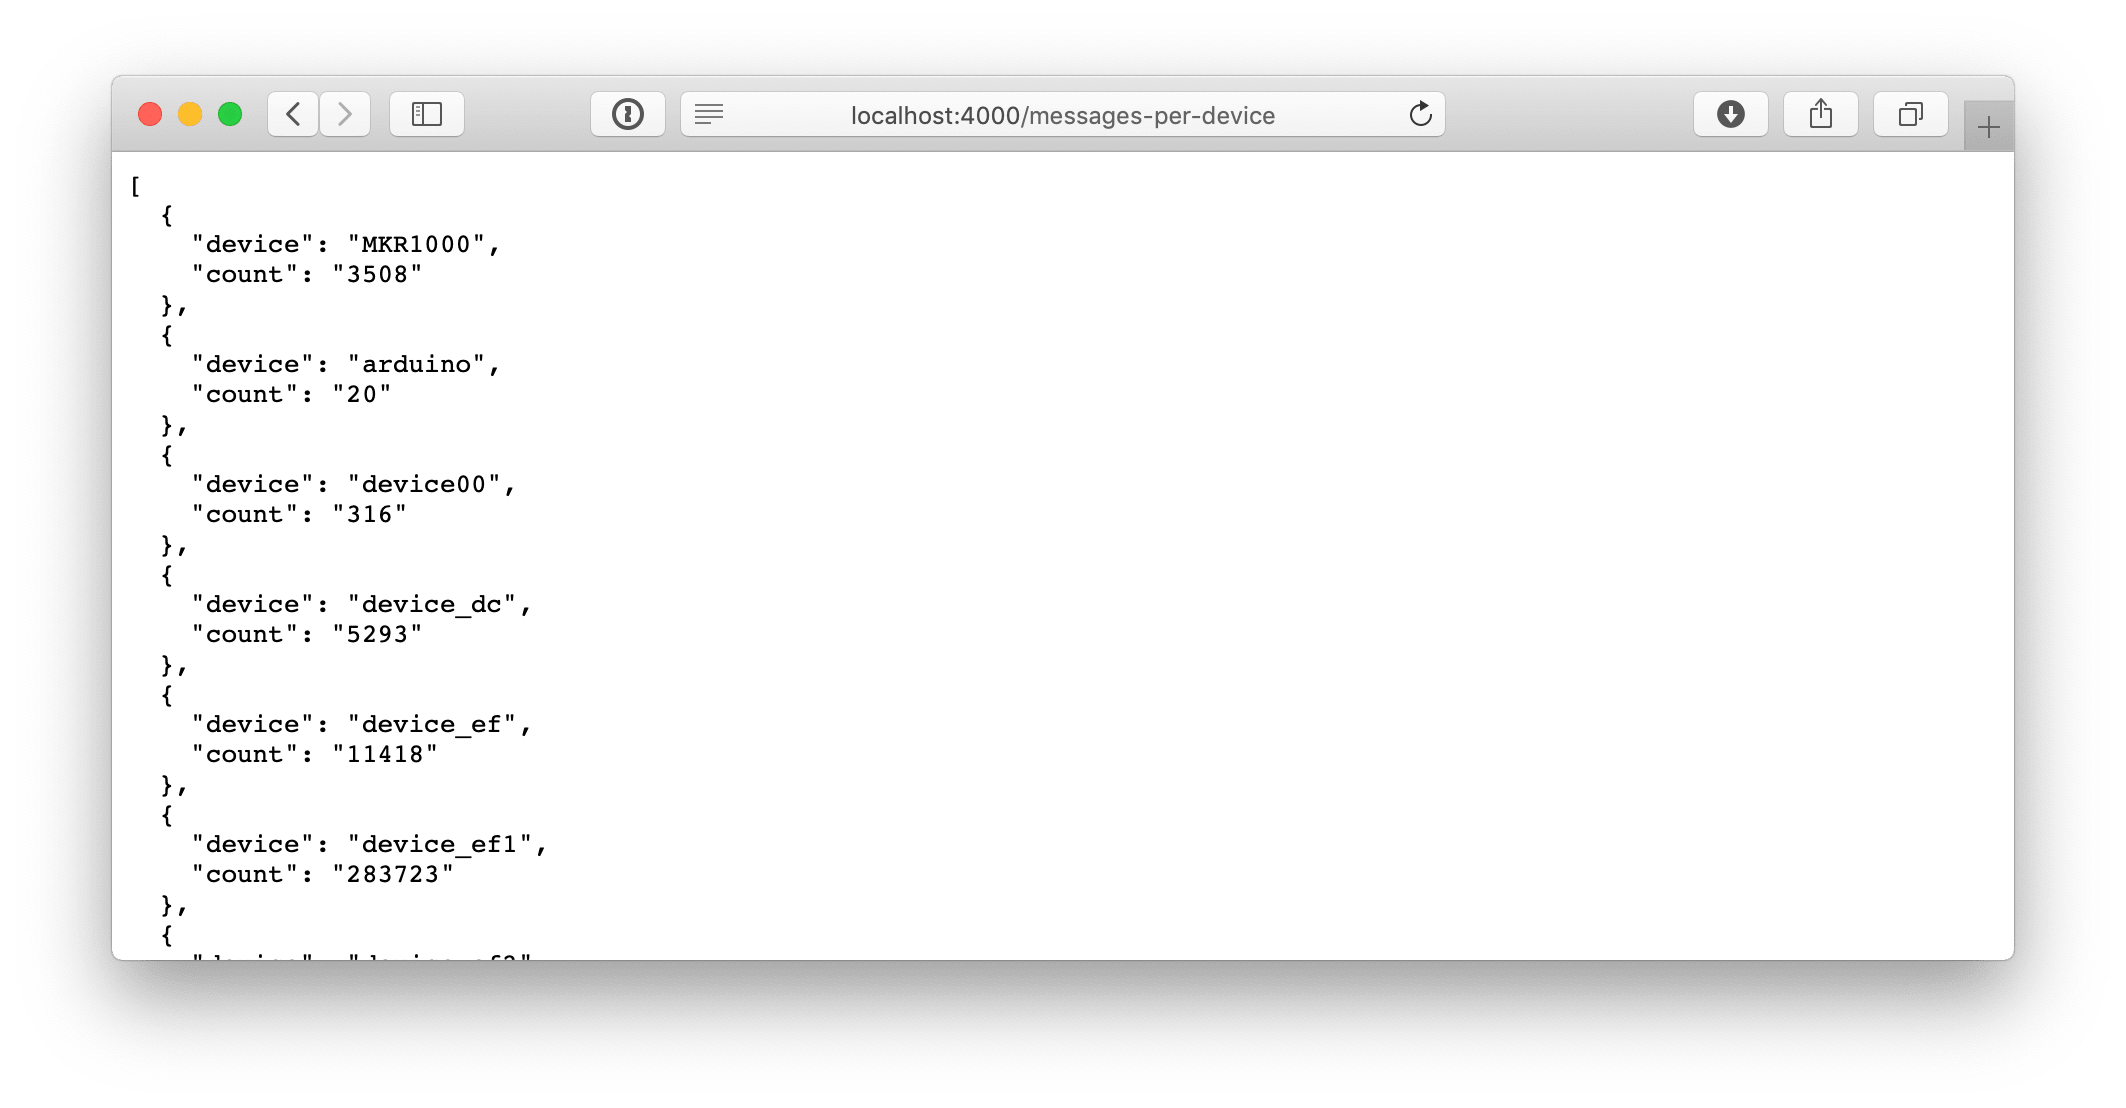 localhost:4000/messages-per-device
[
  {
    "device": "MKR1000",
    "count": "3508"
  },
  {
    "device": "arduino",
    "count": "20"
  },
  {
    "device": "device00",
    "count": "316"
  },
  {
    "device": "device_dc",
    "count": "5293"
  },
  {
    "device": "device_ef",
    "count": "11418"
  },
  {
    "device": "device_ef1",
    "count": "283723"
  },
  {